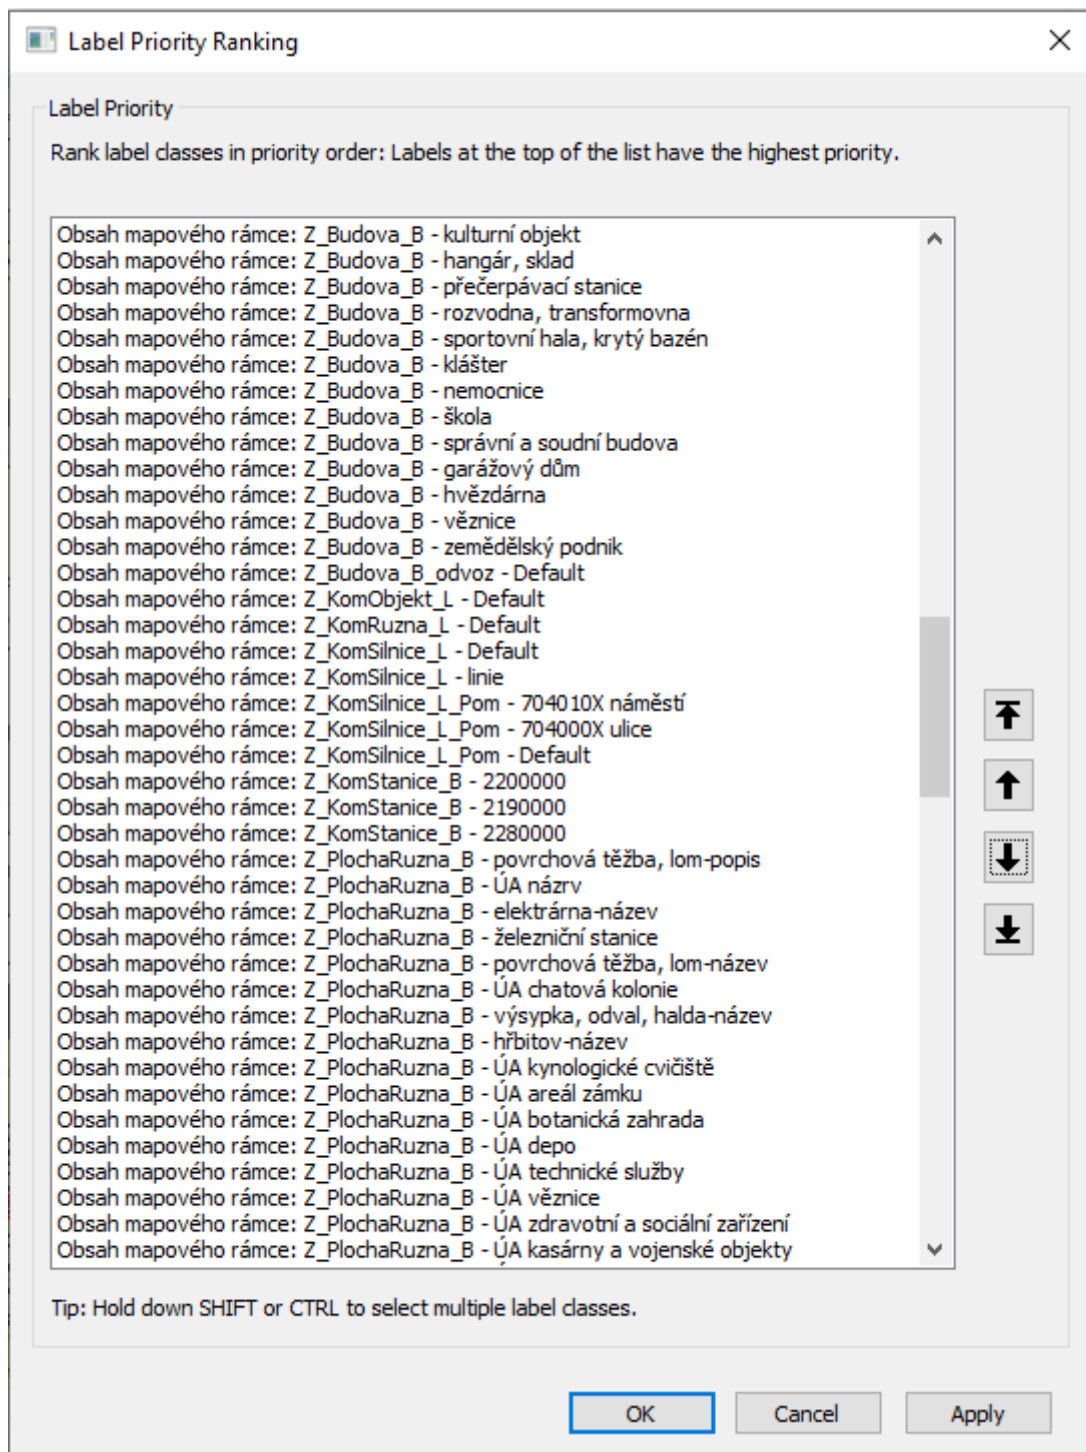 Label Priority Ranking
Label Priority
Rank label classes in priority order: Labels at the top of the list have the highest priority.
Obsah mapového rámce: Z_Budova_B - kulturní objekt
Obsah mapového rámce: Z_Budova_B - hangár, sklad
Obsah mapového rámce: Z_Budova_B - přečerpávací stanice
Obsah mapového rámce: Z_Budova_B - rozvodna, transformovna
Obsah mapového rámce: Z_Budova_B - sportovní hala, krytý bazén
Obsah mapového rámce: Z_Budova_B - klášter
Obsah mapového rámce: Z_Budova_B - nemocnice
Obsah mapového rámce: Z_Budova_B - škola
Obsah mapového rámce: Z_Budova_B - správní a soudní budova
Obsah mapového rámce: Z_Budova_B - garážový dům
Obsah mapového rámce: Z_Budova_B - hvězdárna
Obsah mapového rámce: Z_Budova_B - věznice
Obsah mapového rámce: Z_Budova_B - zemědělský podnik
Obsah mapového rámce: Z_Budova_B_odvoz - Default
Obsah mapového rámce: Z_KomObjekt_L - Default
Obsah mapového rámce: Z_KomRuzna_L - Default
Obsah mapového rámce: Z_KomSilnice_L - Default
Obsah mapového rámce: Z_KomSilnice_L - linie
Obsah mapového rámce: Z_KomSilnice_L_Pom - 704010X náměstí
Obsah mapového rámce: Z_KomSilnice_L_Pom - 704000X ulice
Obsah mapového rámce: Z_KomSilnice_L_Pom - Default
Obsah mapového rámce: Z_KomStanice_B - 2200000
Obsah mapového rámce: Z_KomStanice_B - 2190000
Obsah mapového rámce: Z_KomStanice_B - 2280000
Obsah mapového rámce: Z_PlochaRuzna_B - povrchová těžba, lom-popis
Obsah mapového rámce: Z_PlochaRuzna_B - ÚA názrv
Obsah mapového rámce: Z_PlochaRuzna_B - elektrárna-název
Obsah mapového rámce: Z_PlochaRuzna_B - železniční stanice
Obsah mapového rámce: Z_PlochaRuzna_B - povrchová těžba, lom-název
Obsah mapového rámce: Z_PlochaRuzna_B - ÚA chatová kolonie
Obsah mapového rámce: Z_PlochaRuzna_B - výsypka, odval, halda-název
Obsah mapového rámce: Z_PlochaRuzna_B - hřbitov-název
Obsah mapového rámce: Z_PlochaRuzna_B - ÚA kynologické cvičiště
Obsah mapového rámce: Z_PlochaRuzna_B - ÚA areál zámku
Obsah mapového rámce: Z_PlochaRuzna_B - ÚA botanická zahrada
Obsah mapového rámce: Z_PlochaRuzna_B - ÚA depo
Obsah mapového rámce: Z_PlochaRuzna_B - ÚA technické služby
Obsah mapového rámce: Z_PlochaRuzna_B - ÚA věznice
Obsah mapového rámce: Z_PlochaRuzna_B - ÚA zdravotní a sociální zařízení
Obsah mapového rámce: Z_PlochaRuzna_B - ÚA kasárny a vojenské objekty
Tip: Hold down SHIFT or CTRL to select multiple label classes.
OK Cancel Apply